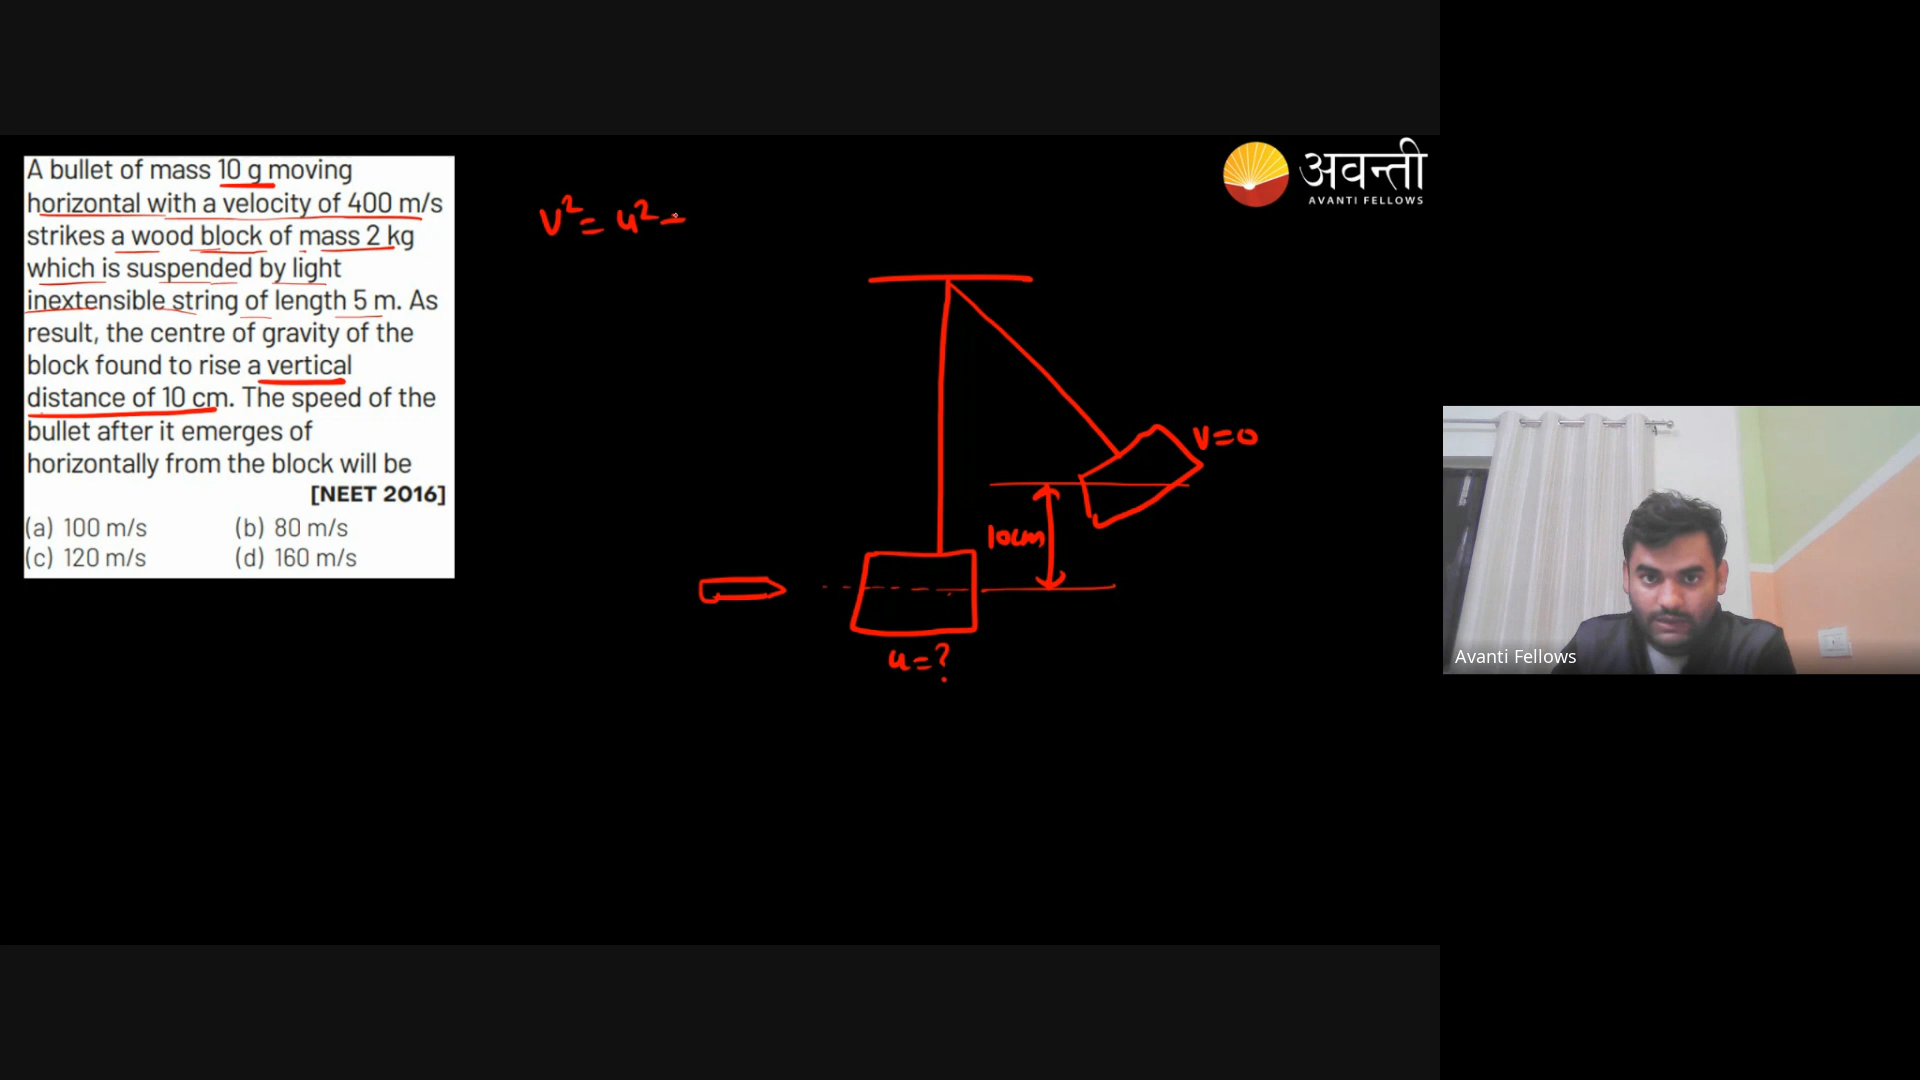 A bullet of mass 10 g moving
horizontal with a velocity of 400 m/s
strikes a wood block of mass 2 kg
which is suspended by light
inextensible string of length 5 m. As
result, the centre of gravity of the
block found to rise a vertical
distance of 10 cm. The speed of the
bullet after it emerges of
horizontally from the block will be
[NEET 2016]
(a) 100 m/s (b) 80 m/s
(c) 120 m/s (d) 160 m/s
v² = u² -
v=0
10cm
u=?
अवन्ती
AVANTI FELLOWS
Avanti Fellows